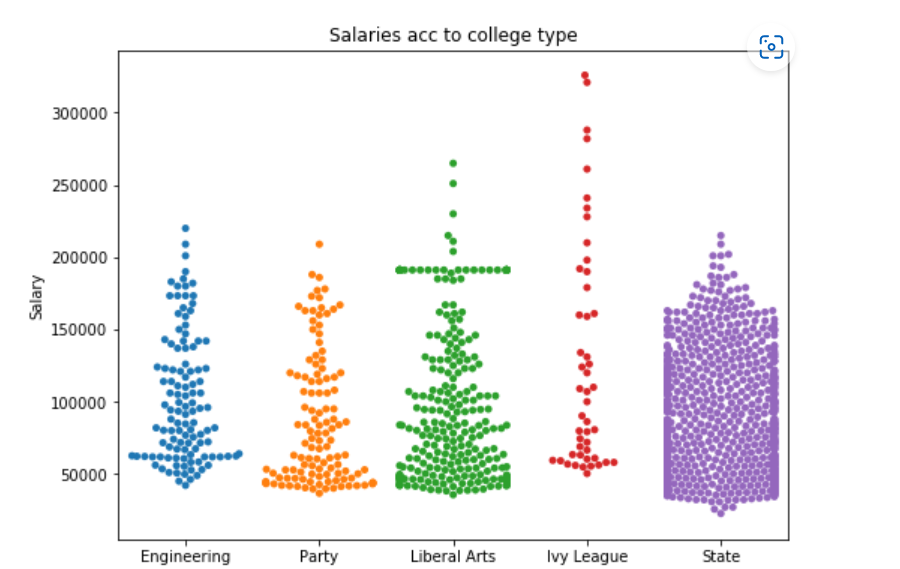 Salaries acc to college type
300000
250000
200000
150000
100000
50000
Salary
Engineering Party Liberal Arts Ivy League State